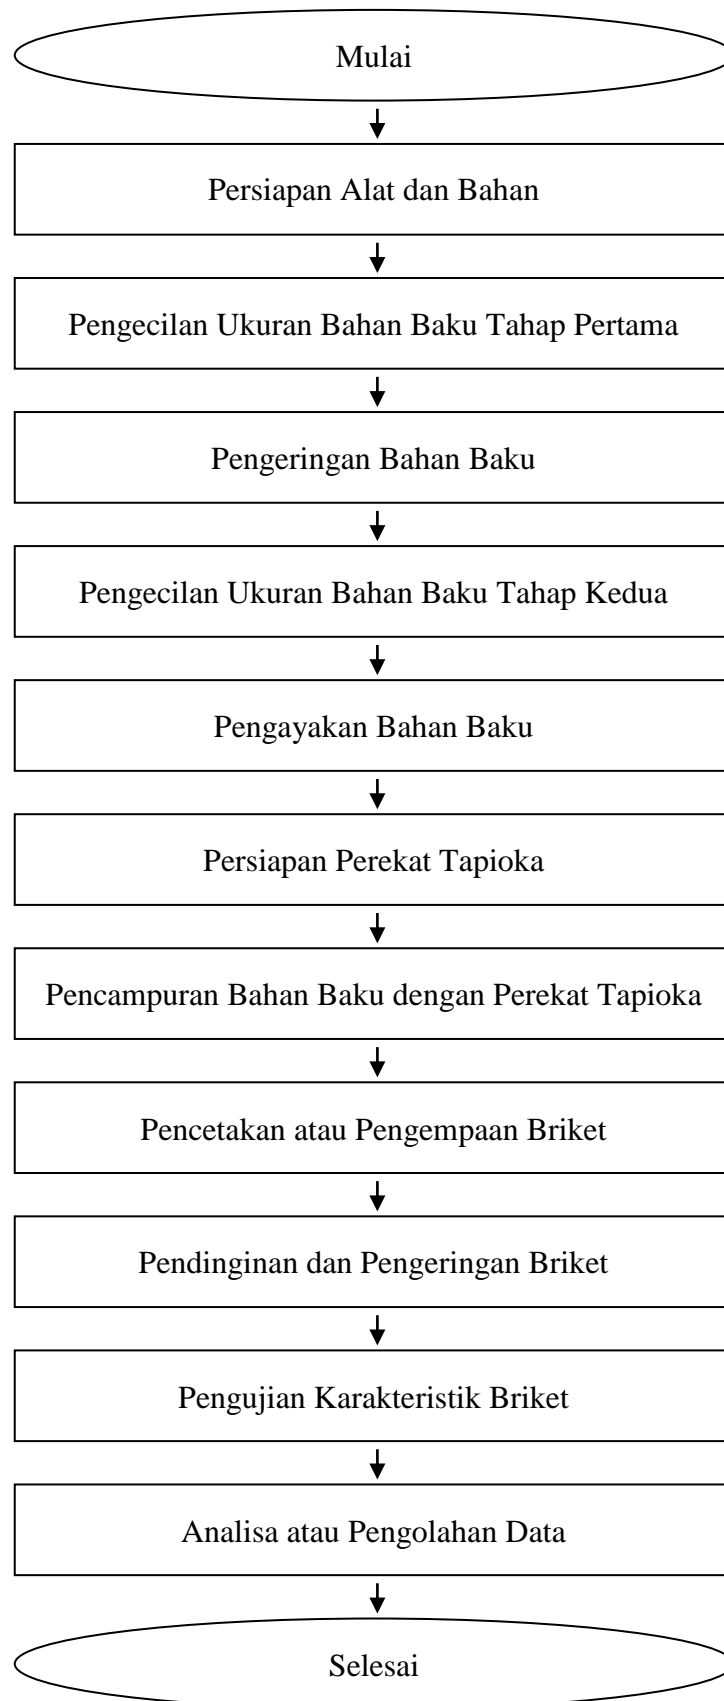 Mulai
Persiapan Alat dan Bahan
Pengecilan Ukuran Bahan Baku Tahap Pertama
Pengeringan Bahan Baku
Pengecilan Ukuran Bahan Baku Tahap Kedua
Pengayakan Bahan Baku
Persiapan Perekat Tapioka
Pencampuran Bahan Baku dengan Perekat Tapioka
Pencetakan atau Pengempaan Briket
Pendinginan dan Pengeringan Briket
Pengujian Karakteristik Briket
Analisa atau Pengolahan Data
Selesai